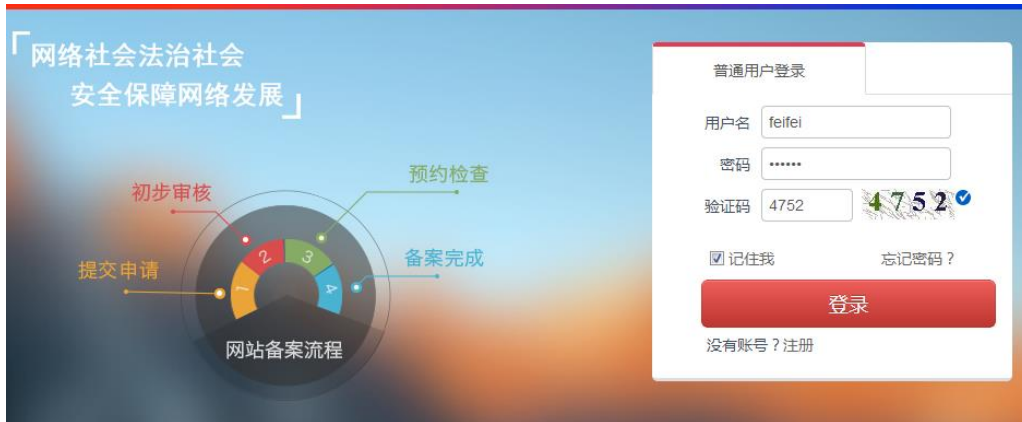 「网络社会法治社会
安全保障网络发展」
初步审核
预约检查
提交申请
备案完成
1
2
3
4
网站备案流程
普通用户登录
用户名 feifei
密码 ••••••
验证码 4752 4752
记住我 忘记密码？
登录
没有账号？注册